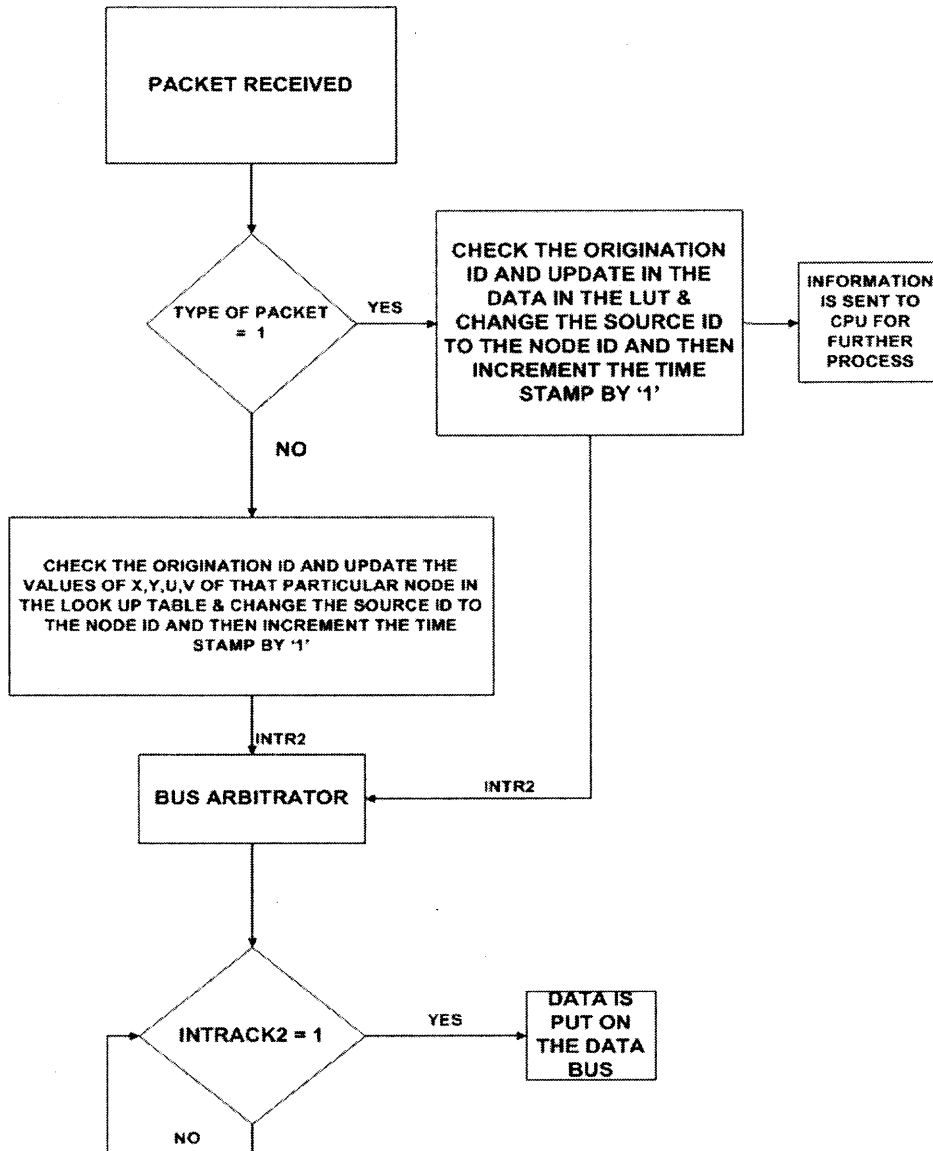 PACKET RECEIVED
TYPE OF PACKET
= 1
YES
CHECK THE ORIGINATION
ID AND UPDATE IN THE
DATA IN THE LUT &
CHANGE THE SOURCE ID
TO THE NODE ID AND THEN
INCREMENT THE TIME
STAMP BY ‘1’
INFORMATION
IS SENT TO
CPU FOR
FURTHER
PROCESS
NO
CHECK THE ORIGINATION ID AND UPDATE THE
VALUES OF X,Y,U,V OF THAT PARTICULAR NODE IN
THE LOOK UP TABLE & CHANGE THE SOURCE ID TO
THE NODE ID AND THEN INCREMENT THE TIME
STAMP BY ‘1’
INTR2
BUS ARBITRATOR
INTR2
INTRACK2 = 1
YES
DATA IS
PUT ON
THE DATA
BUS
NO